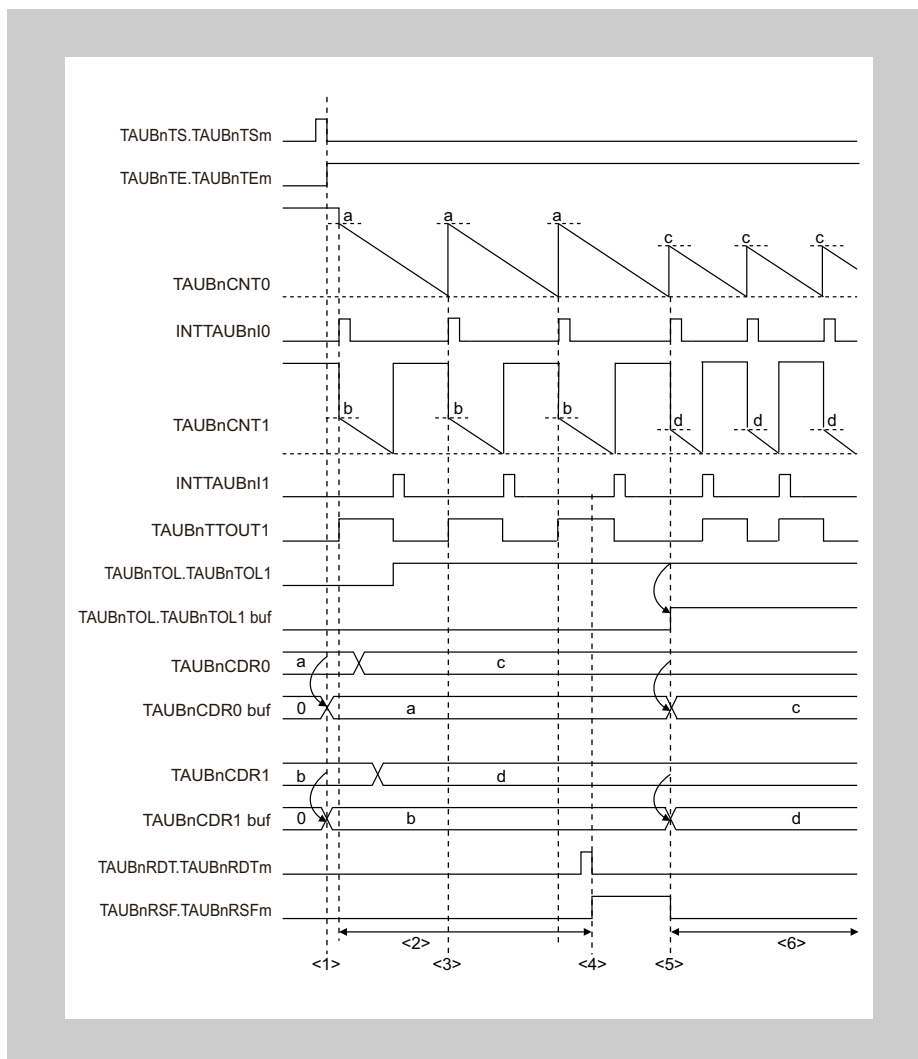 TAUBnTS.TAUBnTSm
TAUBnTE.TAUBnTEm
a a a
c c c
TAUBnCNT0
INTTAUBnI0
b b b d d d
TAUBnCNT1
INTTAUBnI1
TAUBnTTOUT1
TAUBnTOL.TAUBnTOL1
TAUBnTOL.TAUBnTOL1 buf
TAUBnCDR0 a c
TAUBnCDR0 buf 0 a c
TAUBnCDR1 b d
TAUBnCDR1 buf 0 b d
TAUBnRDT.TAUBnRDTm
TAUBnRSF.TAUBnRSFm
<2> <6>
<1> <3> <4> <5>